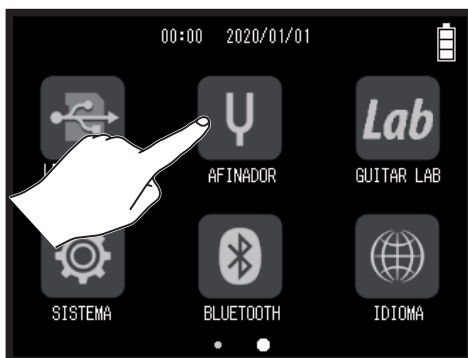 00:00 2020/01/01
Lab
AFINADOR
GUITAR LAB
SISTEMA
BLUETOOTH
IDIOMA